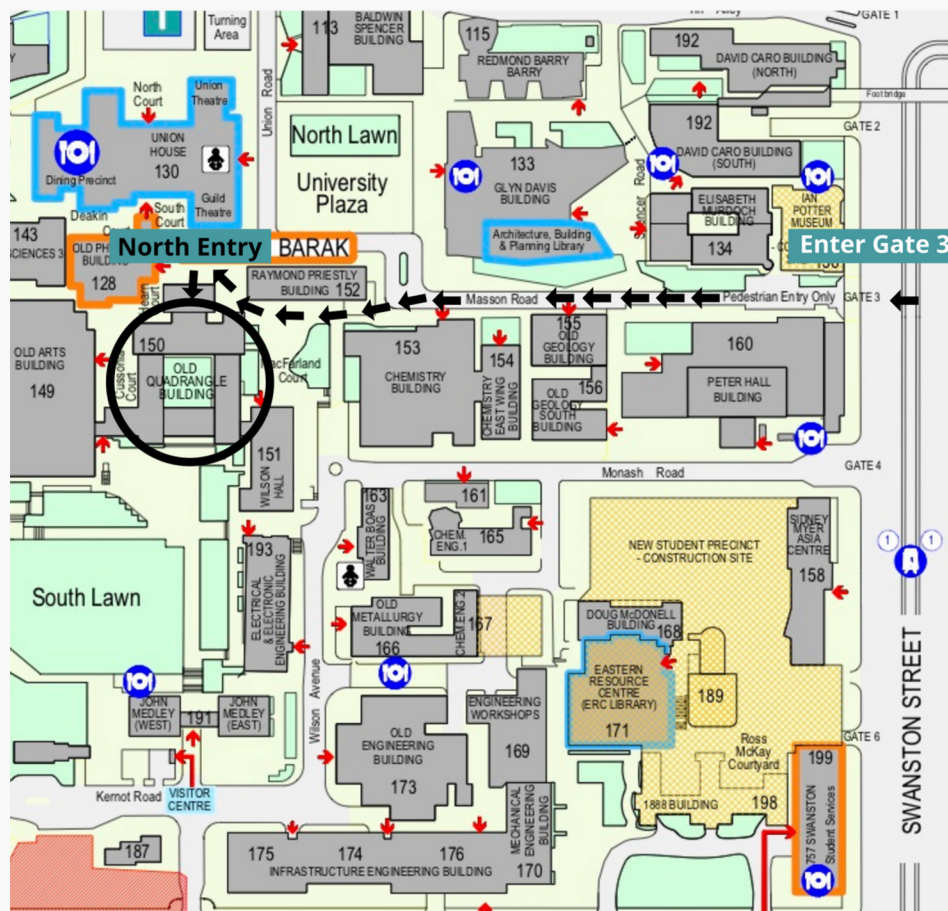 GATE 1
Turning
Area
113
BALDWIN
SPENCER
BUILDING
115
REDMOND BARRY
BARRY
192
DAVID CARO BUILDING
(NORTH)
Footbridge
GATE 2
North
Court
Union
Theatre
Union Road
North Lawn
University
Plaza
UNION
HOUSE
130
Dining Precinct
Guild
Theatre
133
GLYN DAVIS
BUILDING
Architecture, Building
& Planning Library
192
DAVID CARO BUILDING
(SOUTH)
Spencer Road
ELISABETH
MURDOCH
BUILDING
134
IAN
POTTER
MUSEUM
Enter Gate 3
143
SCIENCES 3
Deakin
South
Court
128
North Entry
BARAK
RAYMOND PRIESTLY
BUILDING 152
Masson Road
Pedestrian Entry Only
GATE 3
OLD ARTS
BUILDING
149
Cussonia
Court
150
OLD
QUADRANGLE
BUILDING
MacFarland
Court
153
CHEMISTRY
BUILDING
154
CHEMISTRY
EAST WING
BUILDING
155
OLD
GEOLOGY
BUILDING
156
OLD
GEOLOGY
SOUTH
BUILDING
160
PETER HALL
BUILDING
151
WILSON
HALL
Monash Road
GATE 4
163
WALTER BOAS
BUILDING
161
CHEM.
ENG.1
165
NEW STUDENT PRECINCT
- CONSTRUCTION SITE
SIDNEY
MYER
ASIA
CENTRE
158
1
1
193
ELECTRICAL
& ELECTRONIC
ENGINEERING BUILDING
South Lawn
OLD
METALLURGY
BUILDING
166
CHEM.ENG.2
167
DOUG McDONELL
BUILDING
168
EASTERN
RESOURCE
CENTRE
(ERC LIBRARY)
171
189
SWANSTON STREET
JOHN
MEDLEY
(WEST)
191
JOHN
MEDLEY
(EAST)
Wilson Avenue
OLD
ENGINEERING
BUILDING
173
ENGINEERING
WORKSHOPS
169
Ross
McKay
Courtyard
GATE 6
199
757 SWANSTON
Student Services
Kernot Road
VISITOR
CENTRE
1888 BUILDING
198
187
175
174
176
INFRASTRUCTURE ENGINEERING BUILDING
MECHANICAL
ENGINEERING
BUILDING
170